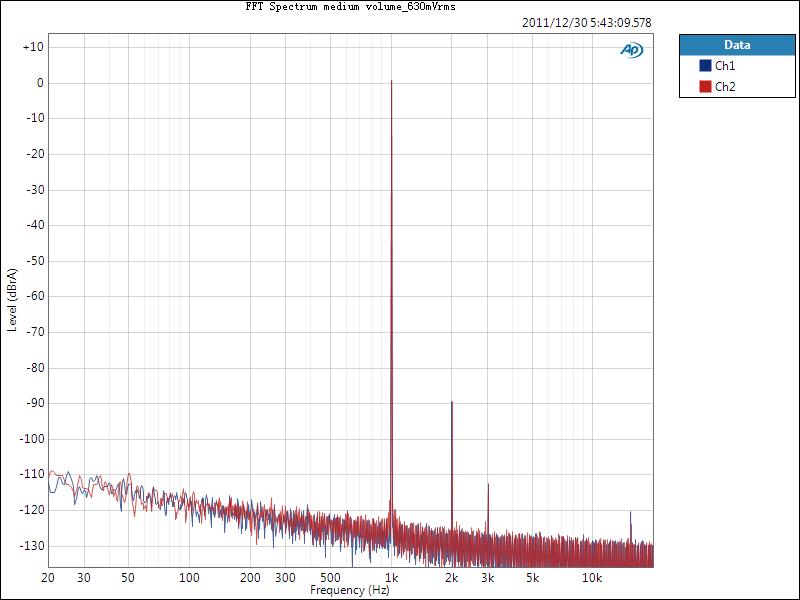 FFT Spectrum medium volume_630mVrms
2011/12/30 5:43:09.578
Data
Ch1
Ch2
AP
+10
0
-10
-20
-30
-40
-50
-60
-70
-80
-90
-100
-110
-120
-130
Level (dBrA)
20 30 50 100 200 300 500 1k 2k 3k 5k 10k
Frequency (Hz)